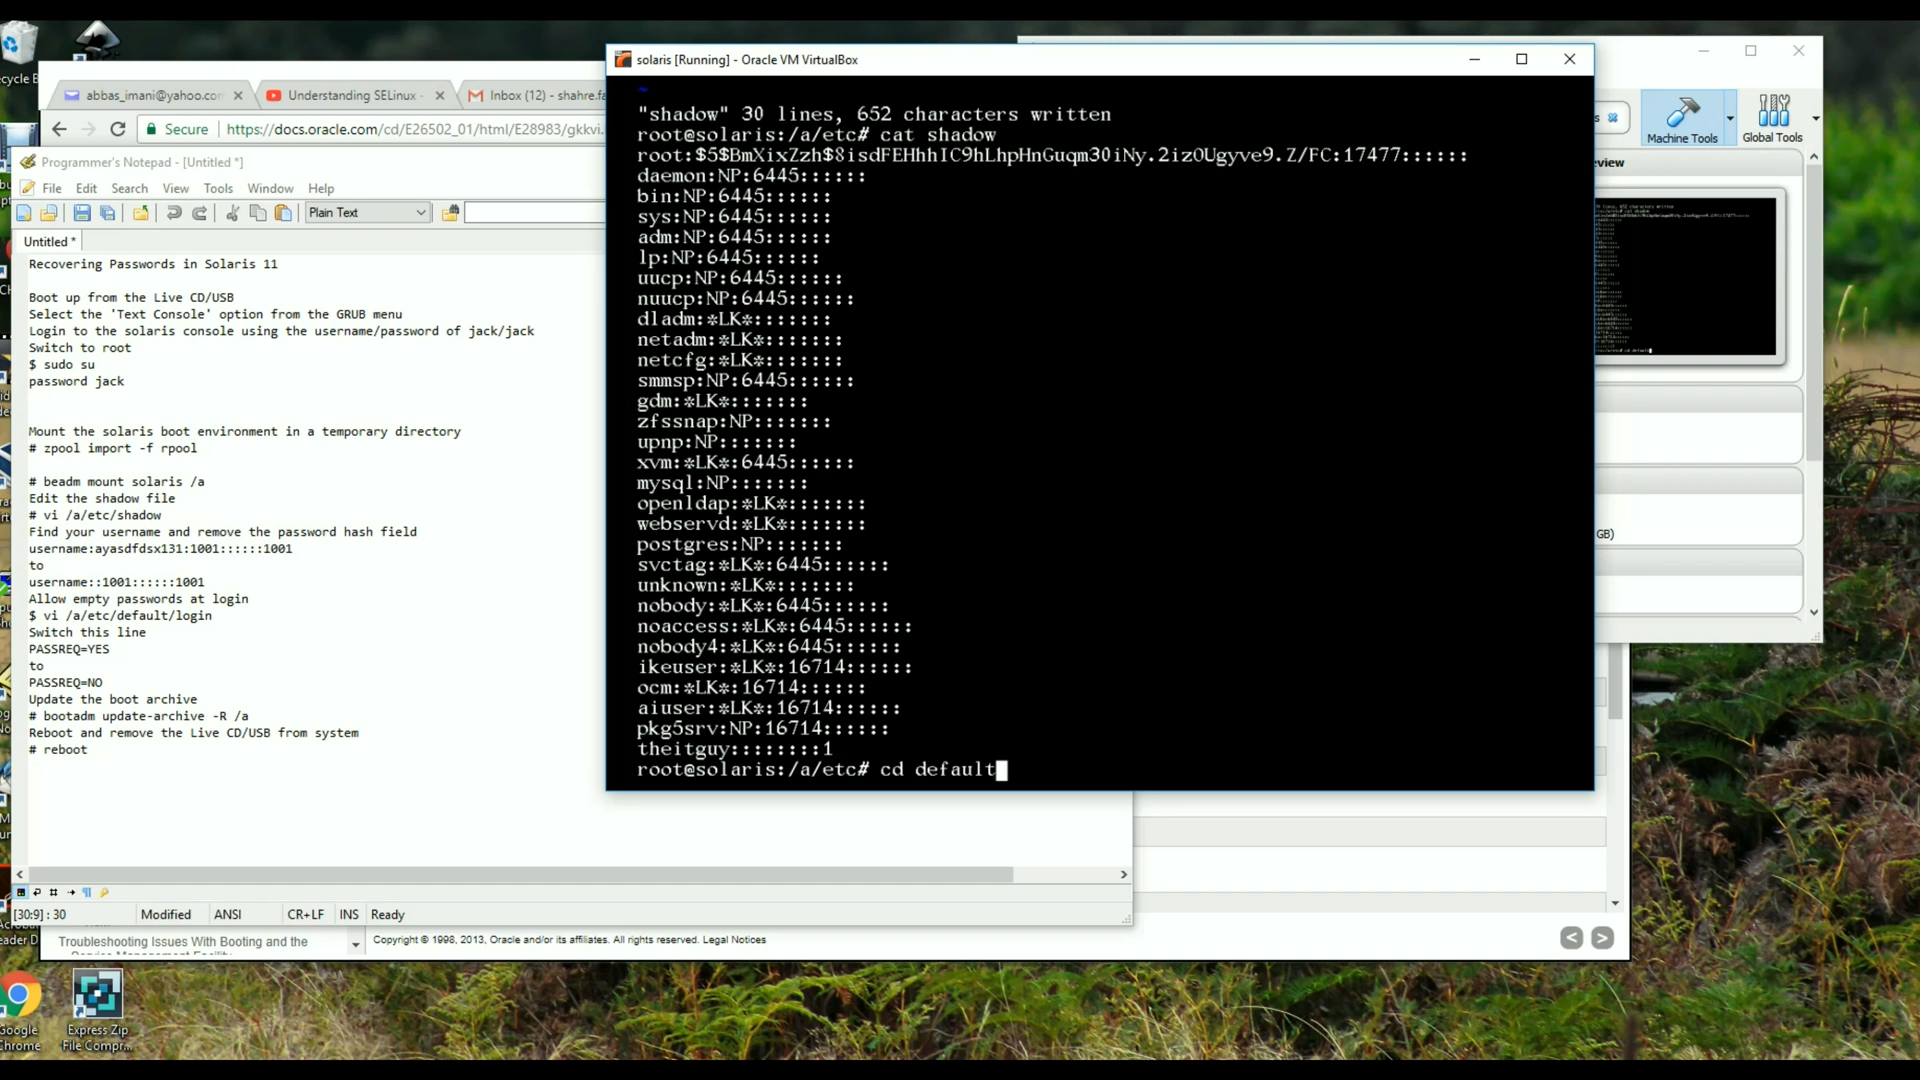 ecycle B
abbas_imani@yahoo.con
Understanding SELinux -
Inbox (12) - shahre.fa
Secure
https://docs.oracle.com/cd/E26502_01/html/E28983/gkkvi.
Programmer's Notepad - [Untitled *]
File Edit Search View Tools Window Help
Plain Text
Untitled *
Recovering Passwords in Solaris 11
Boot up from the Live CD/USB
Select the 'Text Console' option from the GRUB menu
Login to the solaris console using the username/password of jack/jack
Switch to root
$ sudo su
password jack
Mount the solaris boot environment in a temporary directory
# zpool import -f rpool
# beadm mount solaris /a
Edit the shadow file
# vi /a/etc/shadow
Find your username and remove the password hash field
username:ayasdfdsx131:1001::::::1001
to
username::1001::::::1001
Allow empty passwords at login
$ vi /a/etc/default/login
Switch this line
PASSREQ=YES
to
PASSREQ=NO
Update the boot archive
# bootadm update-archive -R /a
Reboot and remove the Live CD/USB from system
# reboot
[30:9] : 30
Modified
ANSI
CR+LF
INS
Ready
solaris [Running] - Oracle VM VirtualBox
~
"shadow" 30 lines, 652 characters written
root@solaris:/a/etc# cat shadow
root:$5$BmXixZzh$8isdFEHhhIC9hLhpHnGuqm30iNy.2izOUgyve9.Z/FC:17477::::::
daemon:NP:6445::::::
bin:NP:6445::::::
sys:NP:6445::::::
adm:NP:6445::::::
lp:NP:6445::::::
uucp:NP:6445::::::
nuucp:NP:6445::::::
dladm:*LK*:::::::
netadm:*LK*:::::::
netcfg:*LK*:::::::
smmsp:NP:6445::::::
gdm:*LK*:::::::
zfssnap:NP:::::::
upnp:NP:::::::
xvm:*LK*:6445::::::
mysql:NP:::::::
openldap:*LK*:::::::
webservd:*LK*:::::::
postgres:NP:::::::
svctag:*LK*:6445::::::
unknown:*LK*:::::::
nobody:*LK*:6445::::::
noaccess:*LK*:6445::::::
nobody4:*LK*:6445::::::
ikeuser:*LK*:16714::::::
ocm:*LK*:16714::::::
aiuser:*LK*:16714::::::
pkg5srv:NP:16714::::::
theitguy::::::::1
root@solaris:/a/etc# cd default
Machine Tools
Global Tools
view
GB)
Troubleshooting Issues With Booting and the
Copyright © 1998, 2013, Oracle and/or its affiliates. All rights reserved. Legal Notices
Google
Chrome
Express Zip
File Compr...